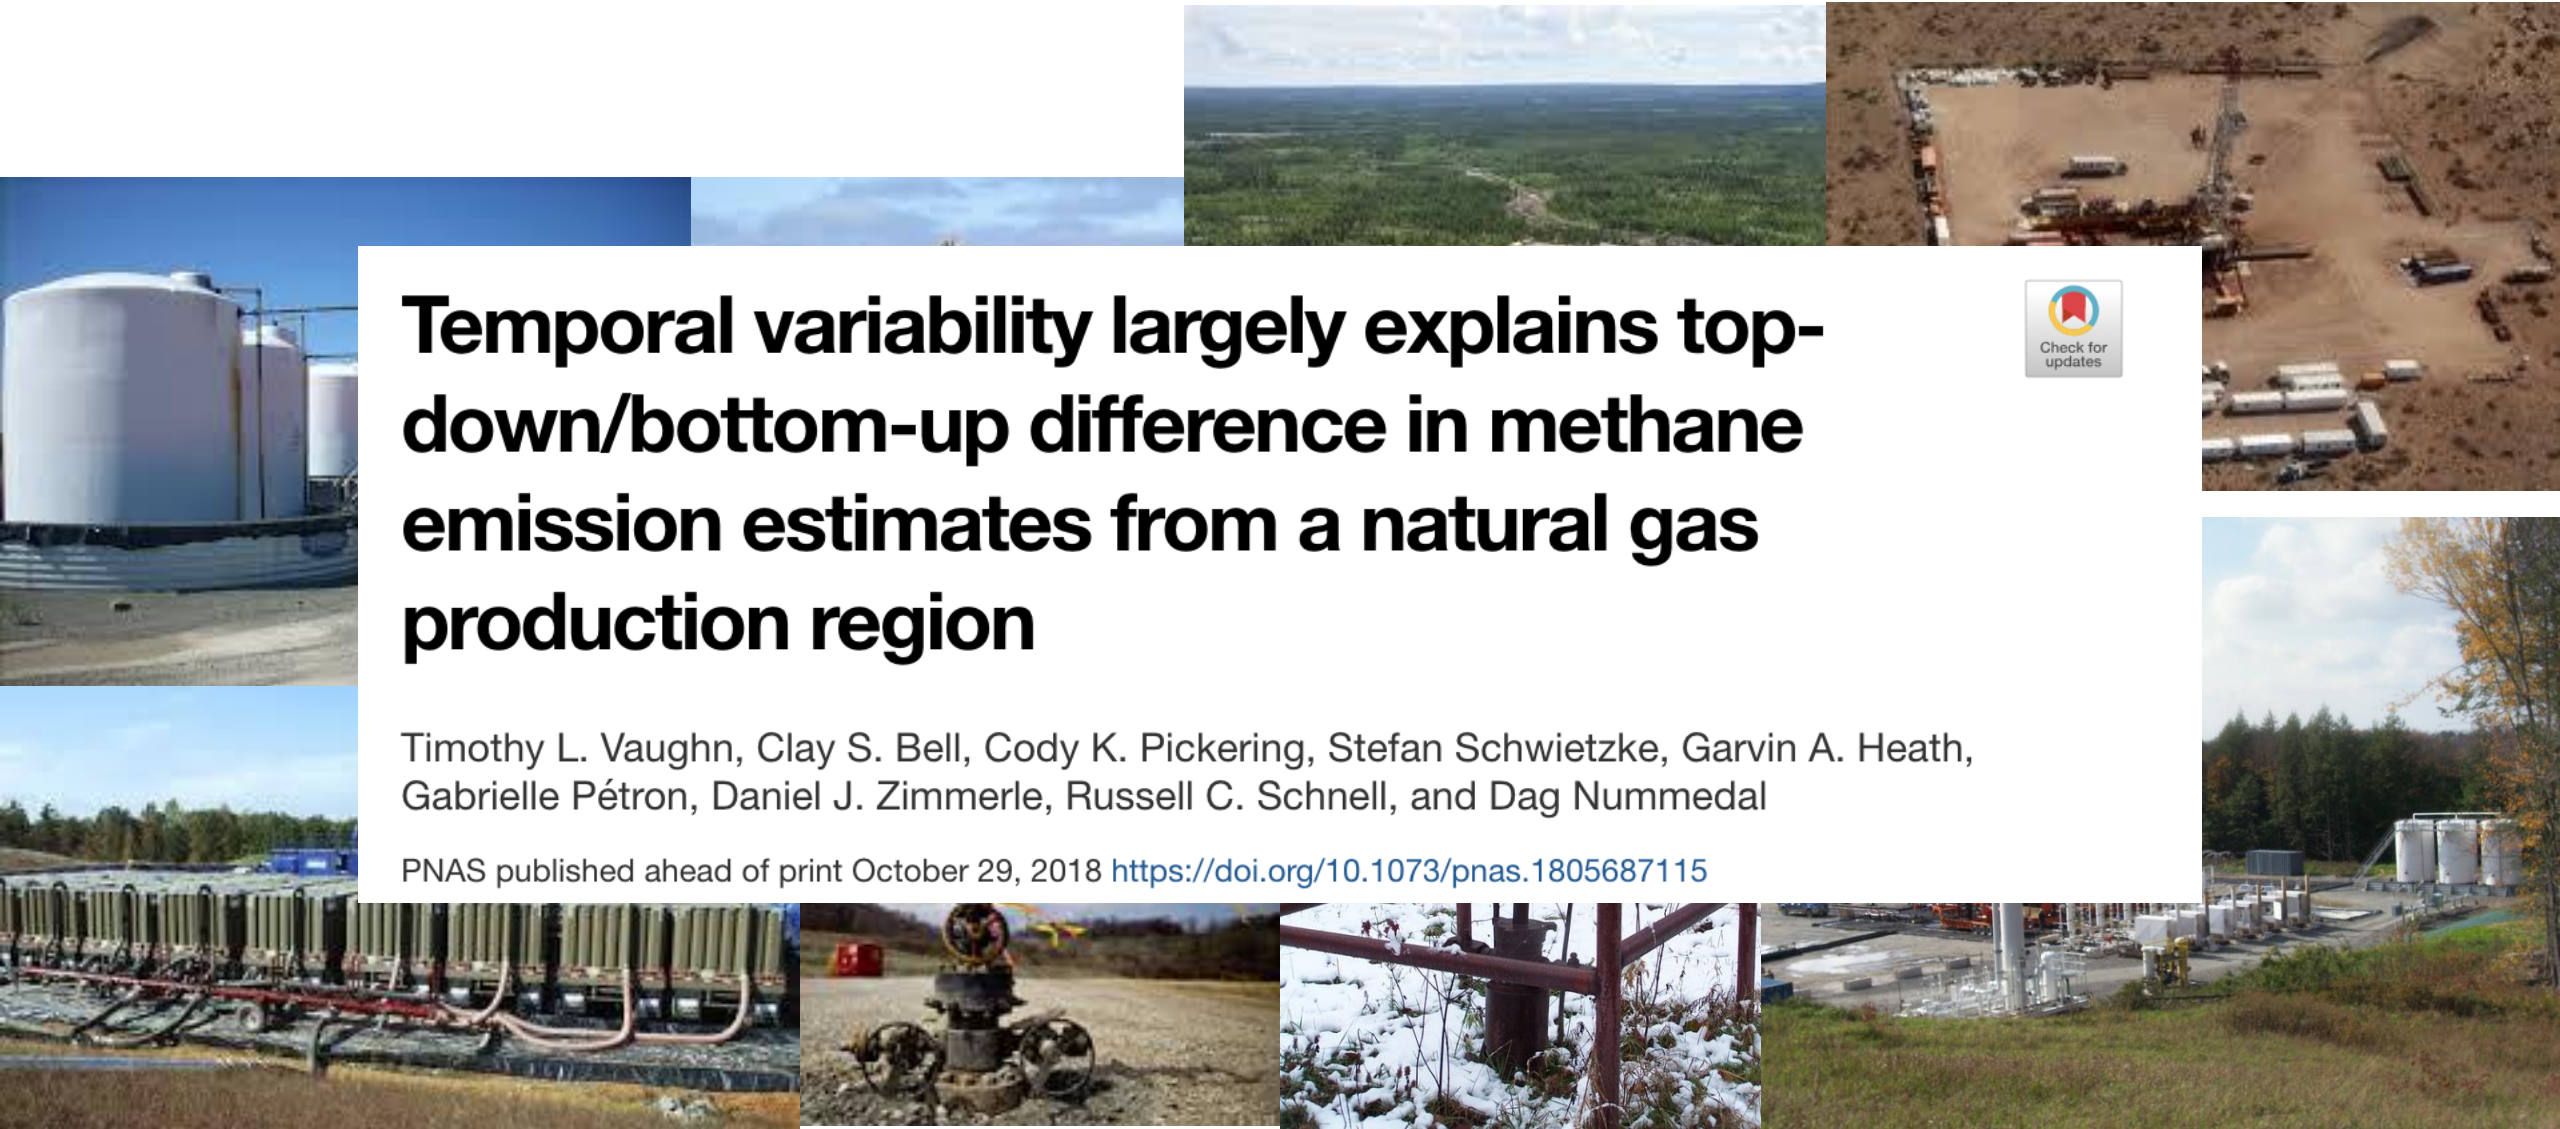 Temporal variability largely explains top-
down/bottom-up difference in methane
emission estimates from a natural gas
production region
Check for
updates
Timothy L. Vaughn, Clay S. Bell, Cody K. Pickering, Stefan Schwietzke, Garvin A. Heath,
Gabrielle Pétron, Daniel J. Zimmerle, Russell C. Schnell, and Dag Nummedal
PNAS published ahead of print October 29, 2018 https://doi.org/10.1073/pnas.1805687115